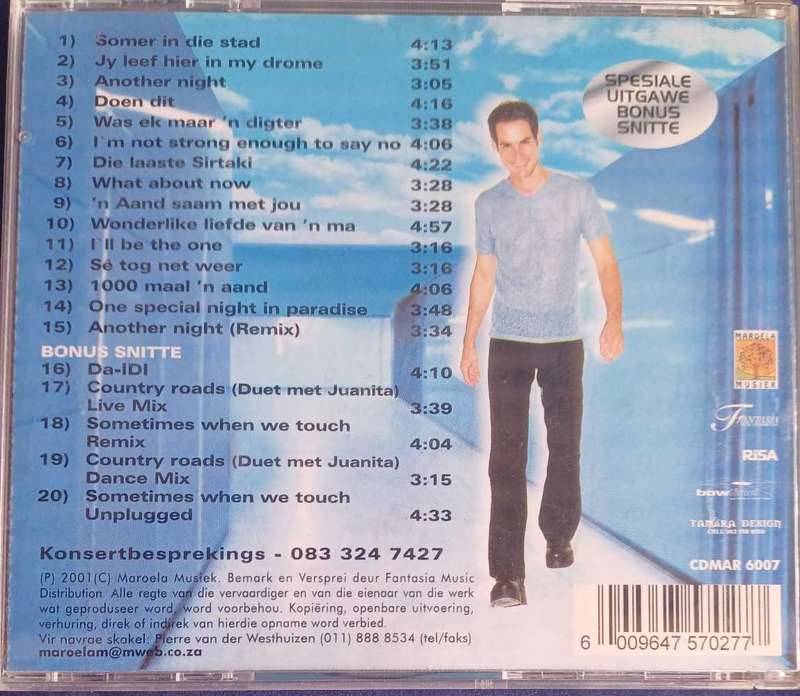 1) Somer in die stad 4:13
2) Jy leef hier in my drome 3:51
3) Another night 3:05
4) Doen dit 4:16
5) Was ek maar 'n digter 3:38
6) I`m not strong enough to say no 4:06
7) Die laaste Sirtaki 4:22
8) What about now 3:28
9) 'n Aand saam met jou 3:28
10) Wonderlike liefde van 'n ma 4:57
11) I`ll be the one 3:16
12) Sê tog net weer 3:16
13) 1000 maal 'n aand 4:06
14) One special night in paradise 3:48
15) Another night (Remix) 3:34
BONUS SNITTE
16) Da-IDI 4:10
17) Country roads (Duet met Juanita)
Live Mix 3:39
18) Sometimes when we touch
Remix 4:04
19) Country roads (Duet met Juanita)
Dance Mix 3:15
20) Sometimes when we touch
Unplugged 4:33
Konsertbesprekings - 083 324 7427
(P) 2001(C) Maroela Musiek. Bemark en Versprei deur Fantasia Music
Distribution. Alle regte van die vervaardiger en van die eienaar van die werk
wat geproduseer word, word voorbehou. Kopiëring, openbare uitvoering,
verhuring, direk of indirek van hierdie opname word verbied.
Vir navrae skakel: Pierre van der Westhuizen (011) 888 8534 (tel/faks)
maroelam@mweb.co.za
SPESIALE
UITGAWE
BONUS
SNITTE
MAROELA
MUSIEK
FANTASIA
RiSA
bow
TAMARA DESIGN
CDMAR 6007
6 009647 570277